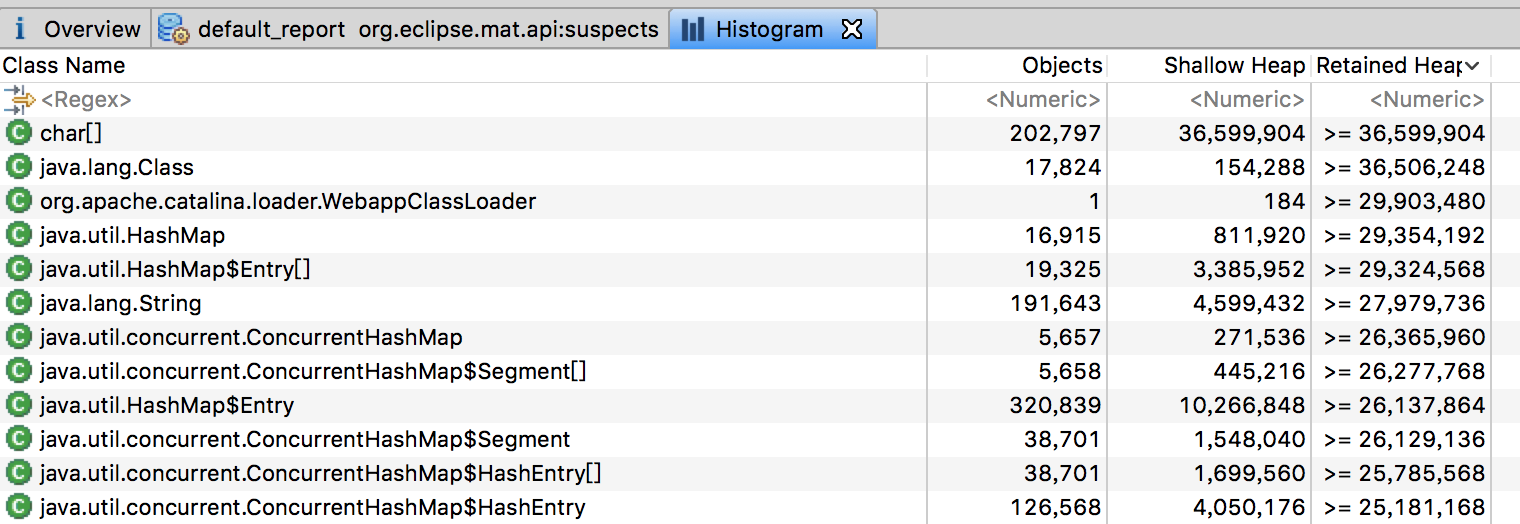 i Overview default_report org.eclipse.mat.api:suspects Histogram
Class Name Objects Shallow Heap Retained Heap
<Regex> <Numeric> <Numeric> <Numeric>
C char[] 202,797 36,599,904 >= 36,599,904
C java.lang.Class 17,824 154,288 >= 36,506,248
C org.apache.catalina.loader.WebappClassLoader 1 184 >= 29,903,480
C java.util.HashMap 16,915 811,920 >= 29,354,192
C java.util.HashMap$Entry[] 19,325 3,385,952 >= 29,324,568
C java.lang.String 191,643 4,599,432 >= 27,979,736
C java.util.concurrent.ConcurrentHashMap 5,657 271,536 >= 26,365,960
C java.util.concurrent.ConcurrentHashMap$Segment[] 5,658 445,216 >= 26,277,768
C java.util.HashMap$Entry 320,839 10,266,848 >= 26,137,864
C java.util.concurrent.ConcurrentHashMap$Segment 38,701 1,548,040 >= 26,129,136
C java.util.concurrent.ConcurrentHashMap$HashEntry[] 38,701 1,699,560 >= 25,785,568
C java.util.concurrent.ConcurrentHashMap$HashEntry 126,568 4,050,176 >= 25,181,168